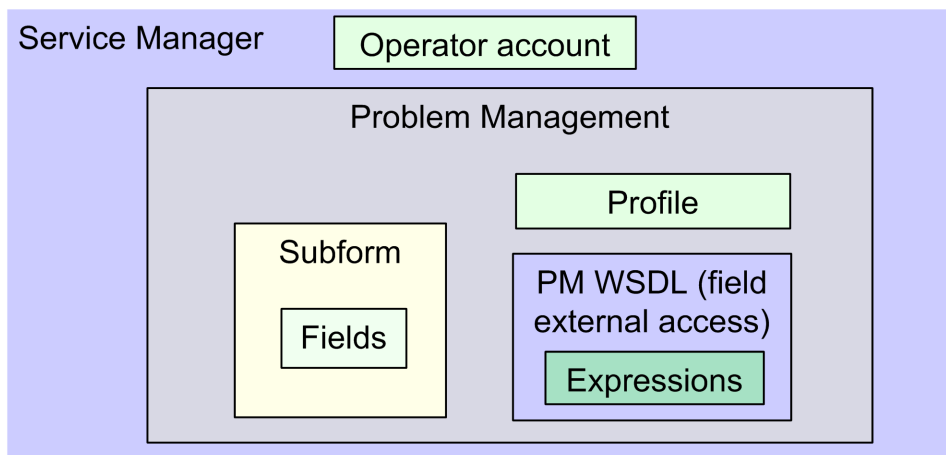 Service Manager
Operator account
Problem Management
Profile
Subform
Fields
PM WSDL (field
external access)
Expressions